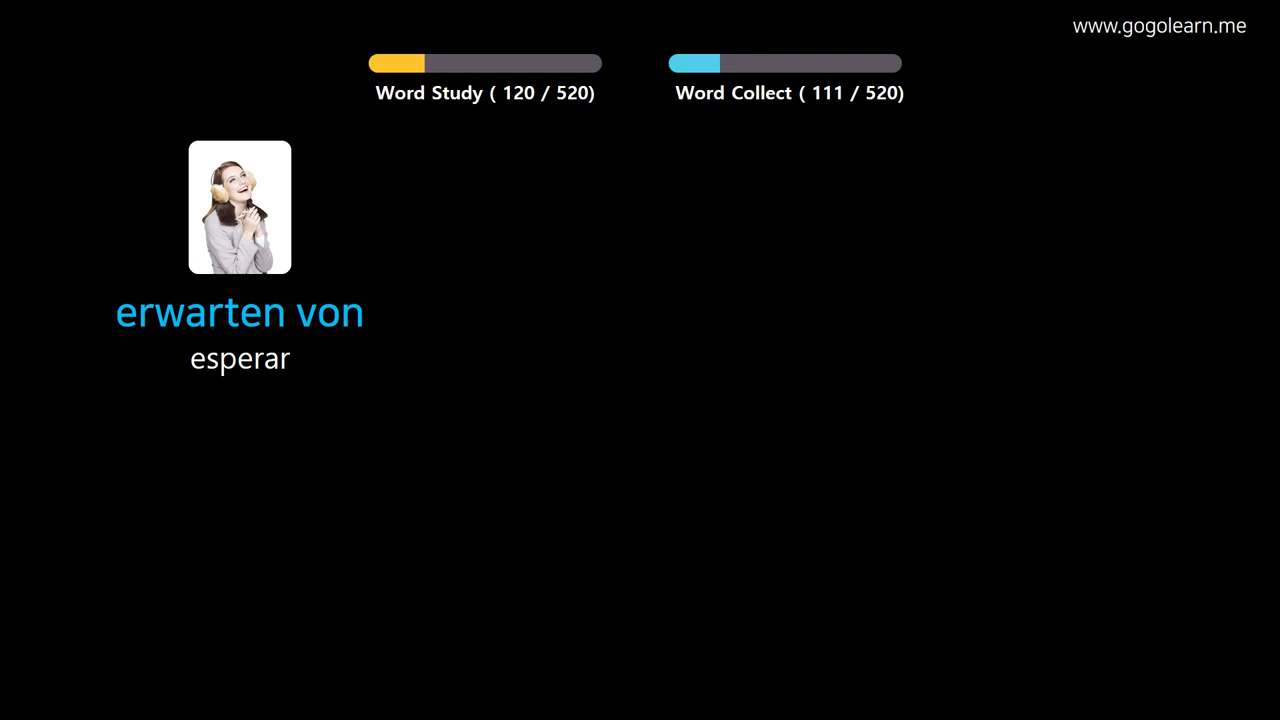 www.gogolearn.me
Word Study ( 120 / 520)
Word Collect ( 111 / 520)
erwarten von
esperar